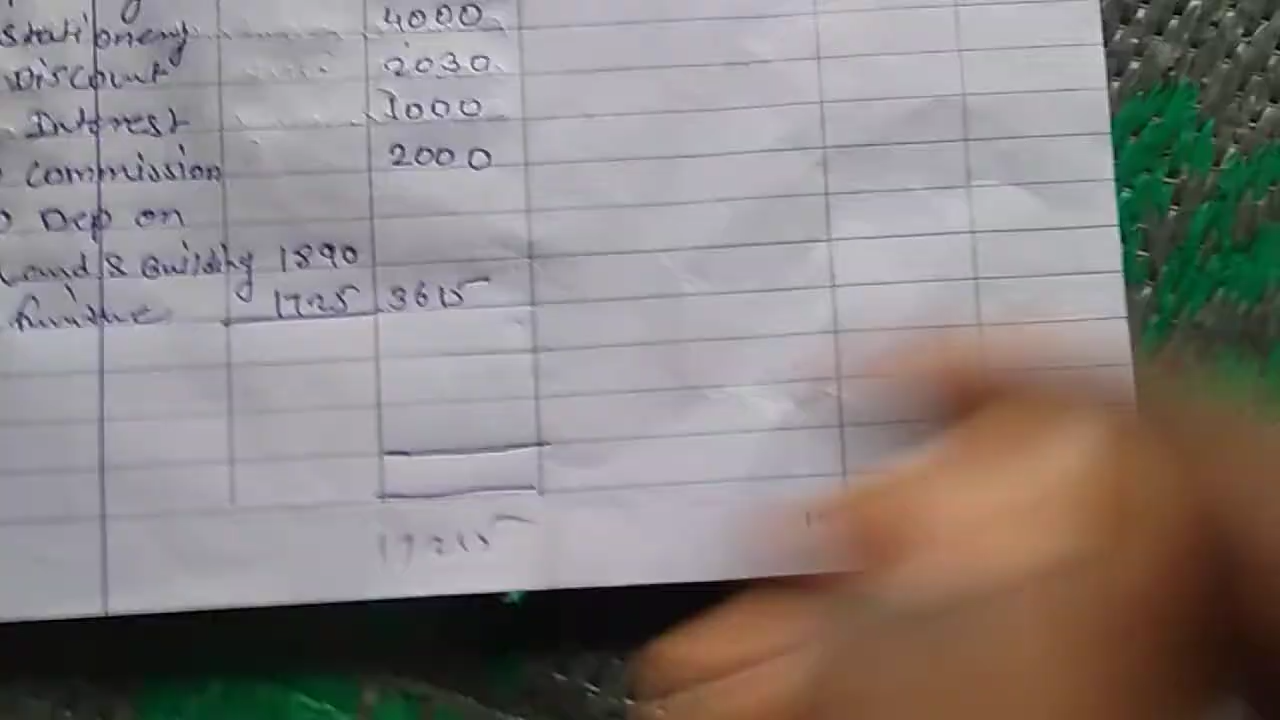 stationery 4000
Discount 2030
Interest 1000
commission 2000
Dep on
Land & Building 1890
furniture 1725 3615